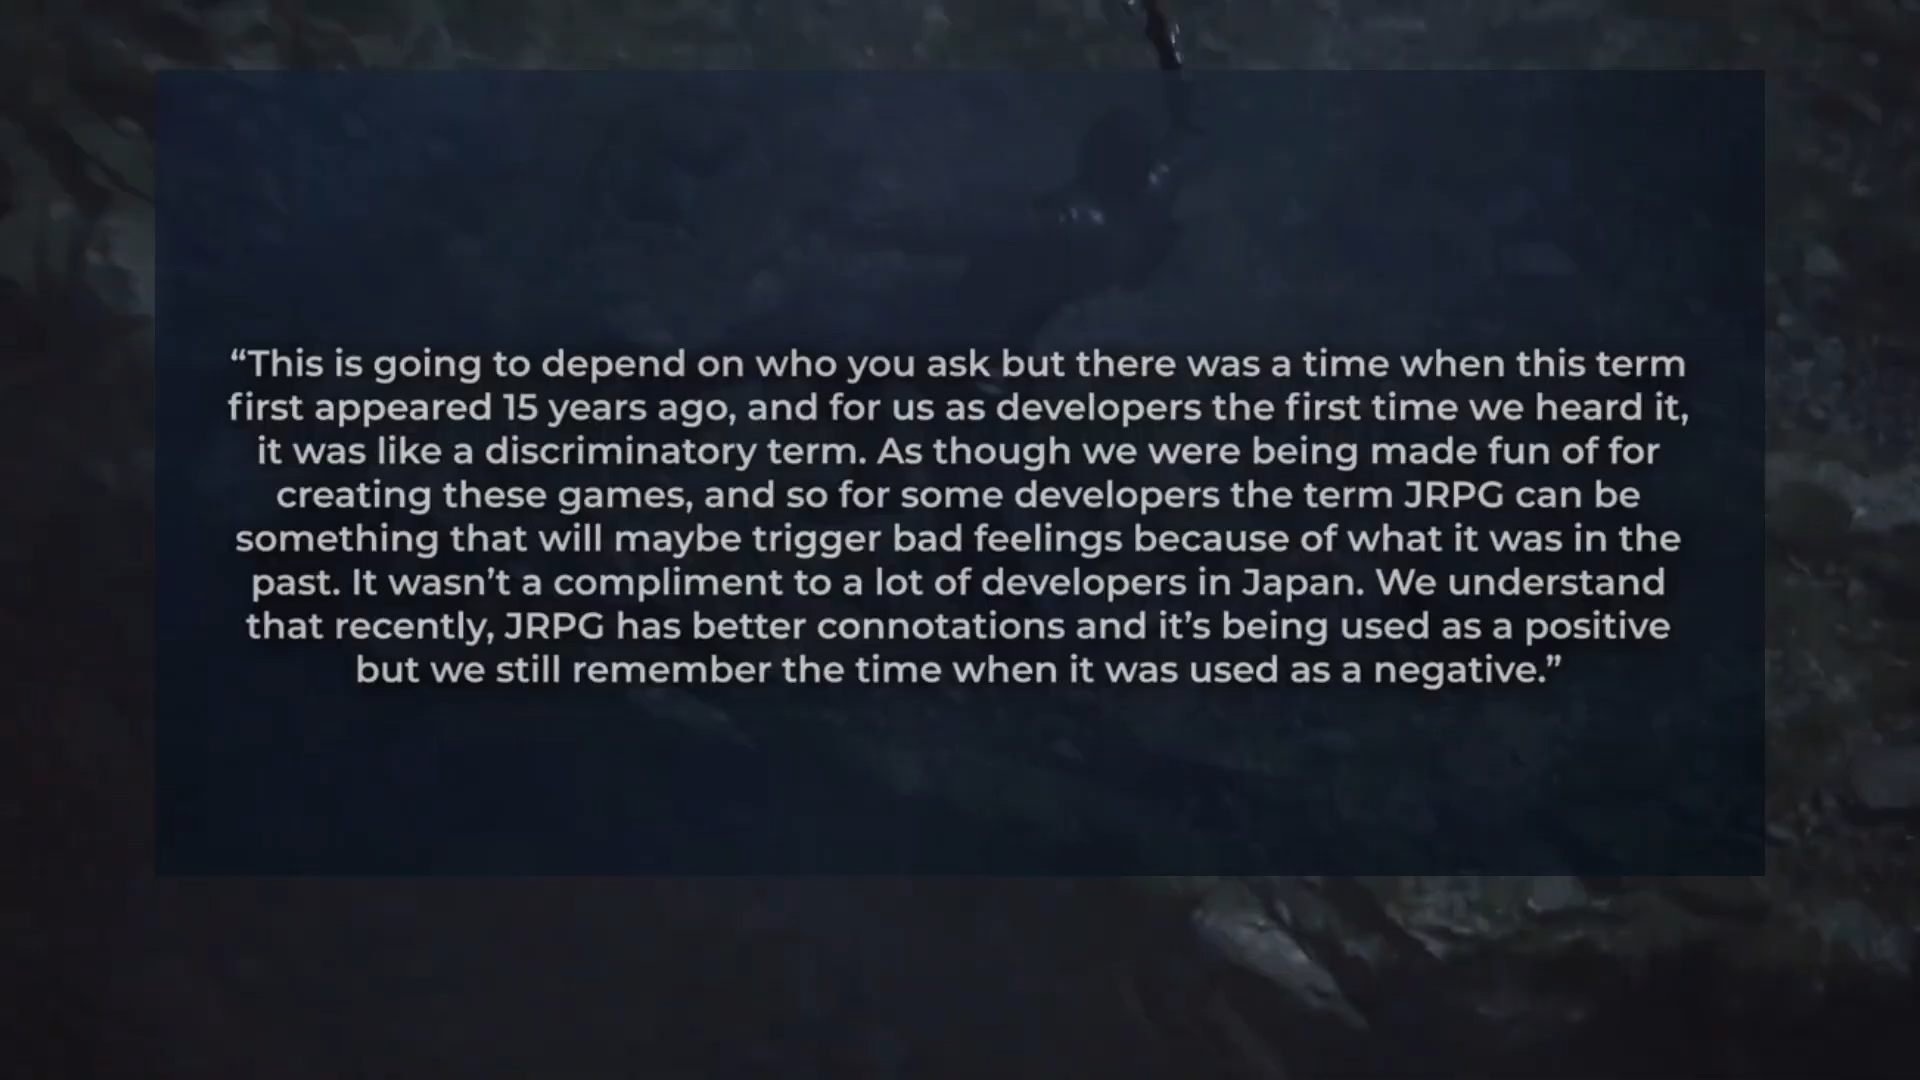 “This is going to depend on who you ask but there was a time when this term
first appeared 15 years ago, and for us as developers the first time we heard it,
it was like a discriminatory term. As though we were being made fun of for
creating these games, and so for some developers the term JRPG can be
something that will maybe trigger bad feelings because of what it was in the
past. It wasn’t a compliment to a lot of developers in Japan. We understand
that recently, JRPG has better connotations and it’s being used as a positive
but we still remember the time when it was used as a negative.”